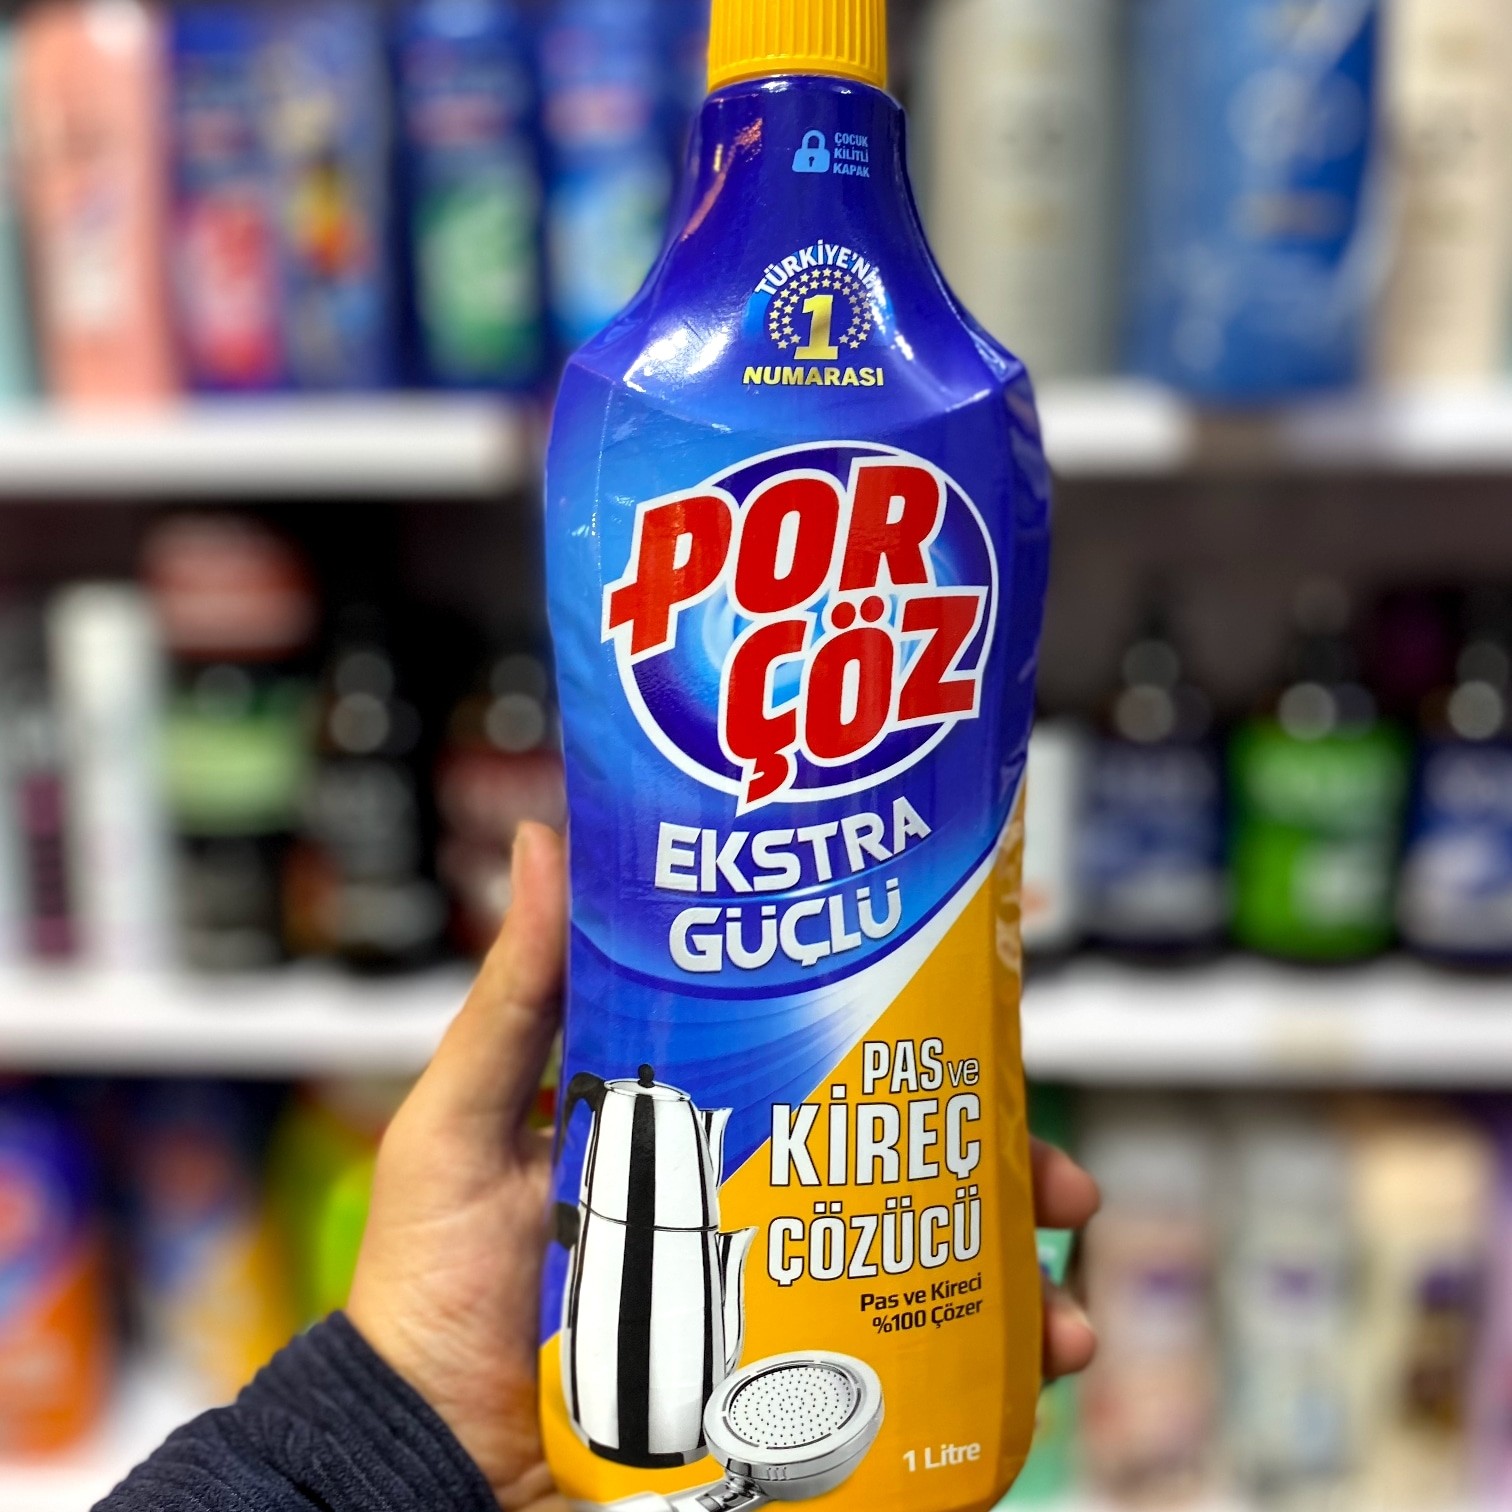 ÇOCUK
KİLİTLİ
KAPAK
TÜRKİYE'NİN
1
NUMARASI
POR
ÇÖZ
EKSTRA
GÜÇLÜ
PAS ve
KİREÇ
ÇÖZÜCÜ
Pas ve Kireci
%100 Çözer
1 Litre